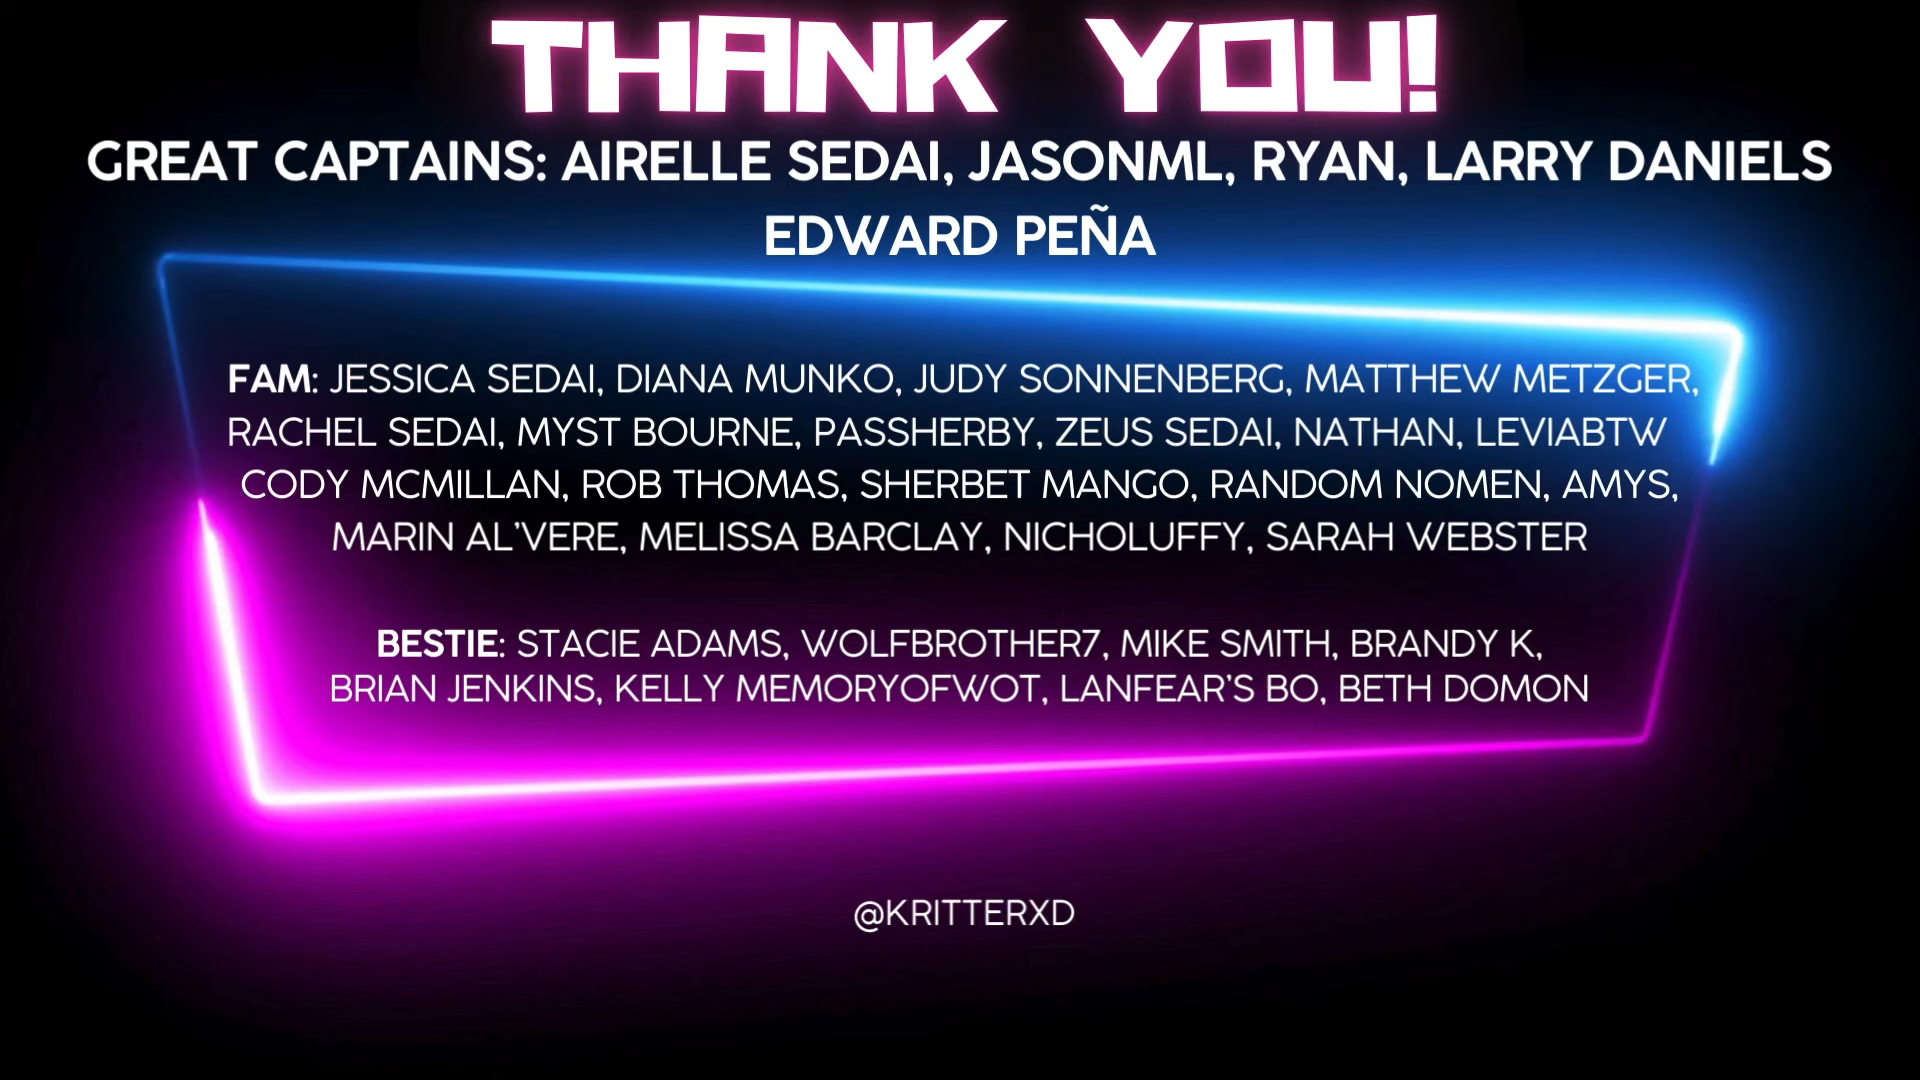 THANK YOU!
GREAT CAPTAINS: AIRELLE SEDAI, JASONML, RYAN, LARRY DANIELS
EDWARD PEÑA
FAM: JESSICA SEDAI, DIANA MUNKO, JUDY SONNENBERG, MATTHEW METZGER,
RACHEL SEDAI, MYST BOURNE, PASSHERBY, ZEUS SEDAI, NATHAN, LEVIABTW
CODY MCMILLAN, ROB THOMAS, SHERBET MANGO, RANDOM NOMEN, AMYS,
MARIN AL'VERE, MELISSA BARCLAY, NICHOLUFFY, SARAH WEBSTER
BESTIE: STACIE ADAMS, WOLFBROTHER7, MIKE SMITH, BRANDY K,
BRIAN JENKINS, KELLY MEMORYOFWOT, LANFEAR'S BO, BETH DOMON
@KRITTERXD